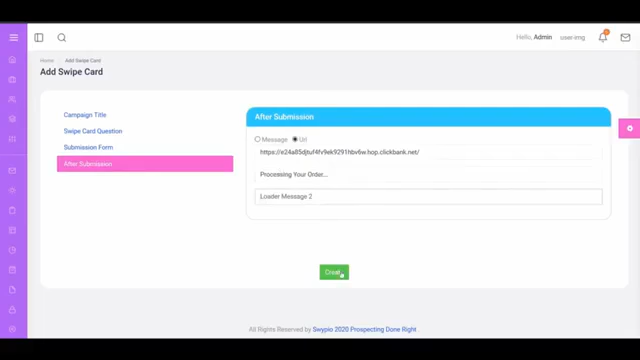 Hello, Admin
user-img
Home
Add Swipe Card
Add Swipe Card
Campaign Title
Swipe Card Question
Submission Form
After Submission
After Submission
Message
Url
https://e24a85djtuf4fv9ek9291hbv6w.hop.clickbank.net/
Processing Your Order...
Loader Message 2
Create
All Rights Reserved by Swypio 2020 Prospecting Done Right.